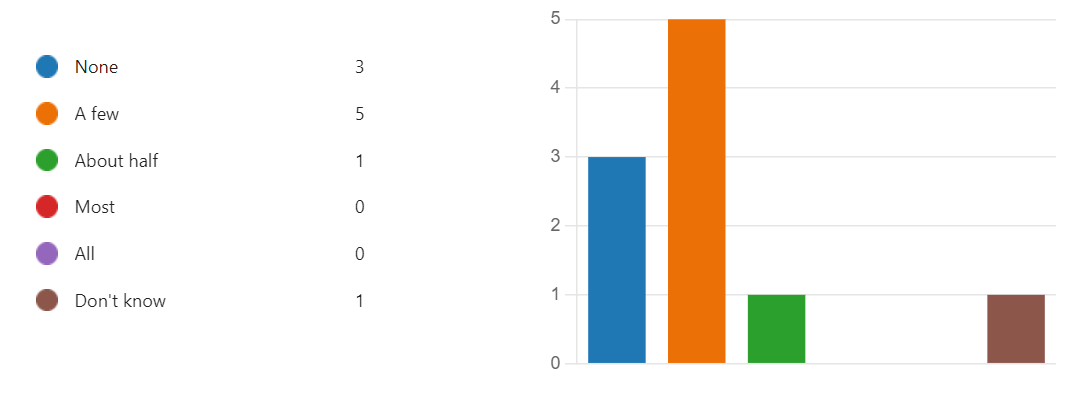 None 3
A few 5
About half 1
Most 0
All 0
Don't know 1
5
4
3
2
1
0